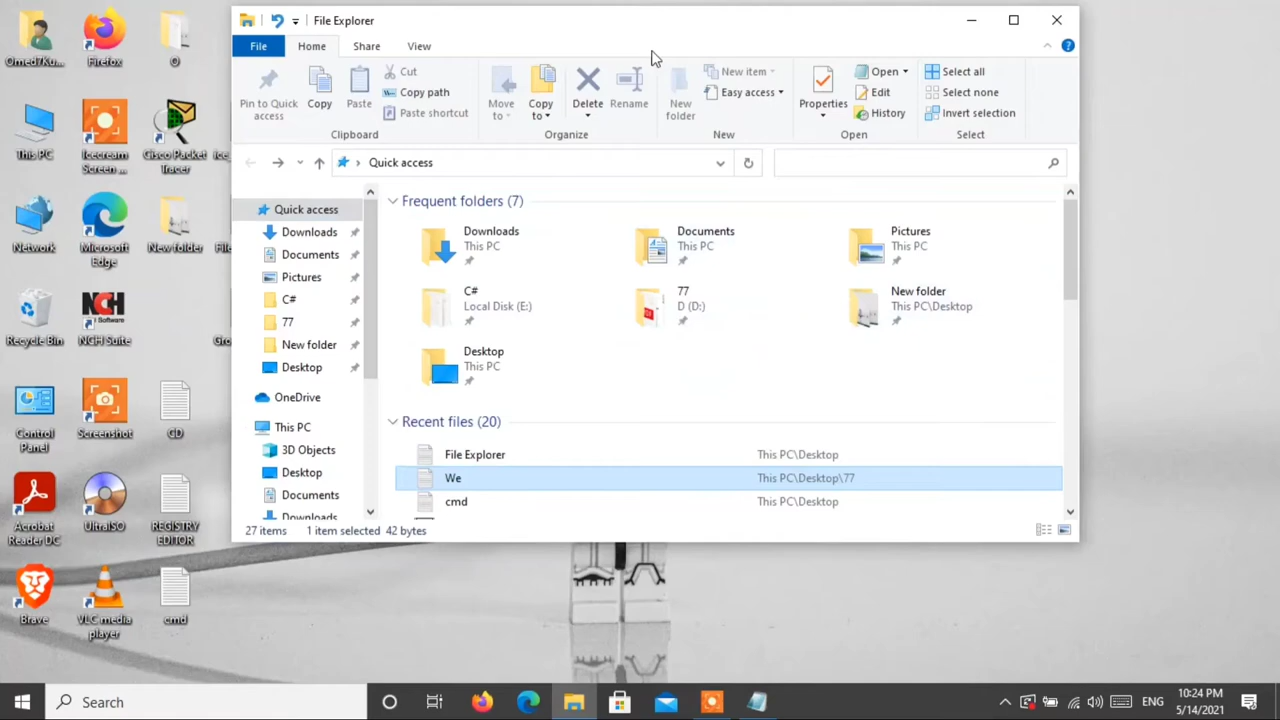 File Explorer
File
Home
Share
View
Pin to Quick
access
Copy
Paste
Cut
Copy path
Paste shortcut
Clipboard
Move
to
Copy
to
Delete
Rename
Organize
New
folder
New item
Easy access
New
Properties
Open
Edit
History
Open
Select all
Select none
Invert selection
Select
Quick access
Quick access
Downloads
Documents
Pictures
C#
77
New folder
Desktop
OneDrive
This PC
3D Objects
Desktop
Documents
Downloads
Frequent folders (7)
Downloads
This PC
Documents
This PC
Pictures
This PC
C#
Local Disk (E:)
77
D (D:)
New folder
This PC\Desktop
Desktop
This PC
Recent files (20)
File Explorer
This PC\Desktop
We
This PC\Desktop\77
cmd
This PC\Desktop
27 items
1 item selected
42 bytes
Omed7Ku...
Firefox
O
This PC
Icecream
Screen ...
Cisco Packet
Tracer
Network
Microsoft
Edge
New folder
Recycle Bin
NCH Software
NCH Suite
Control
Panel
Screenshot
CD
Acrobat
Reader DC
UltraISO
REGISTRY
EDITOR
Brave
VLC media
player
cmd
Search
ENG
10:24 PM
5/14/2021